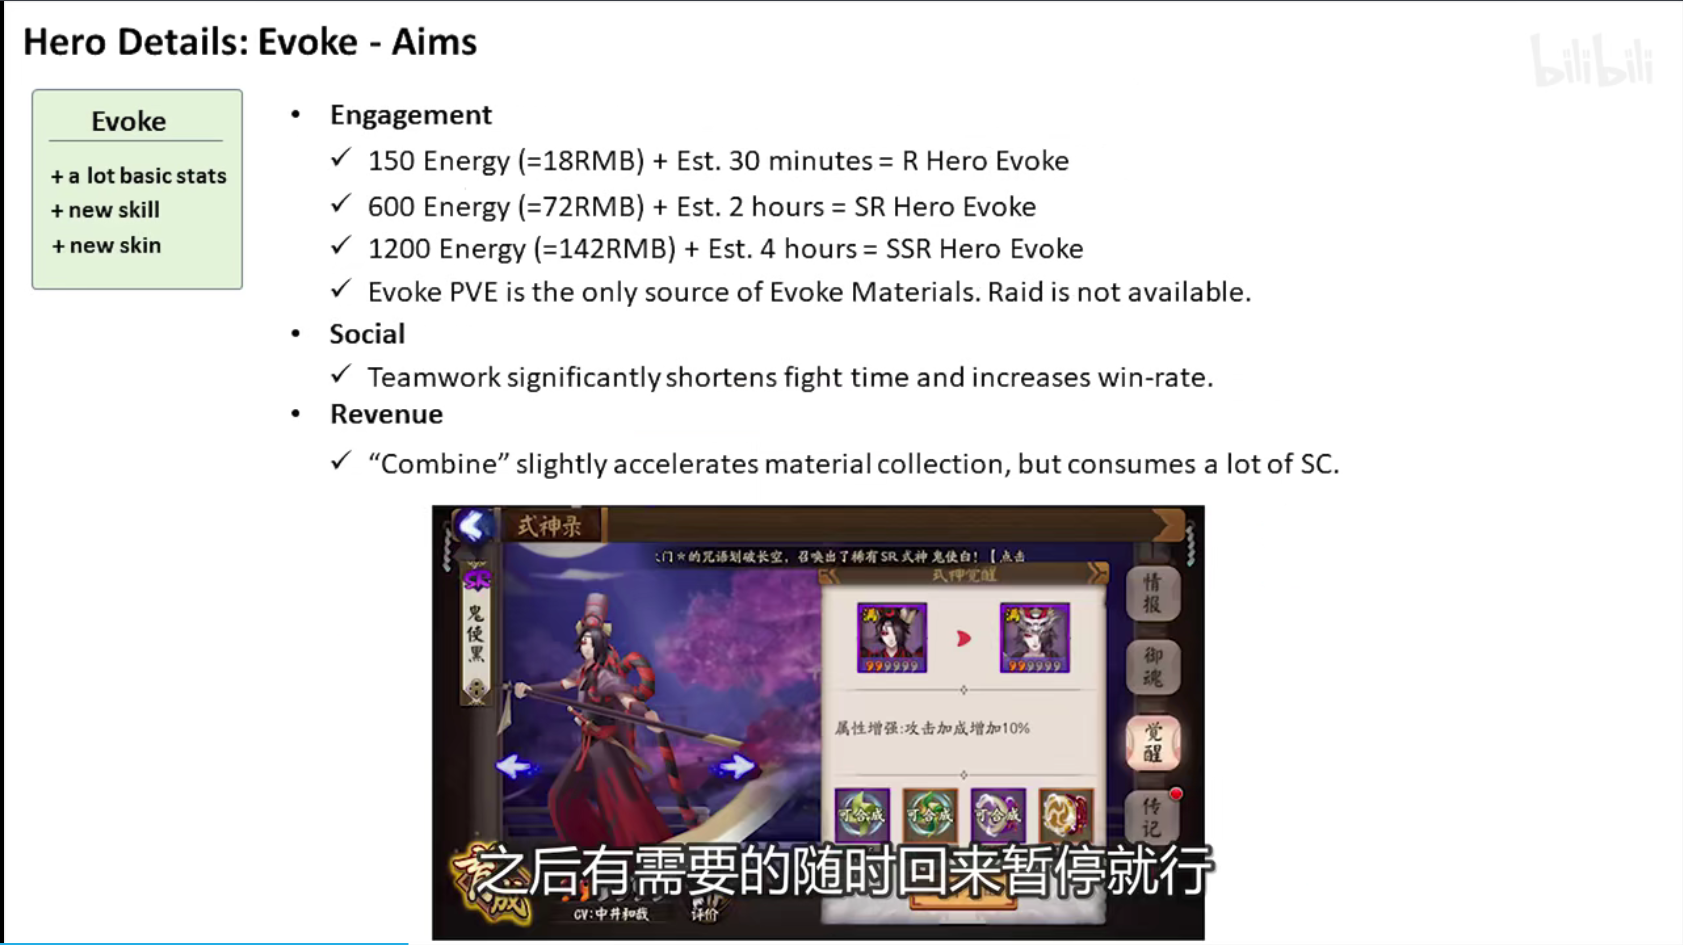 Hero Details: Evoke - Aims
bilibili
Evoke
+ a lot basic stats
+ new skill
+ new skin
• Engagement
✓ 150 Energy (=18RMB) + Est. 30 minutes = R Hero Evoke
✓ 600 Energy (=72RMB) + Est. 2 hours = SR Hero Evoke
✓ 1200 Energy (=142RMB) + Est. 4 hours = SSR Hero Evoke
✓ Evoke PVE is the only source of Evoke Materials. Raid is not available.
• Social
✓ Teamwork significantly shortens fight time and increases win-rate.
• Revenue
✓ “Combine” slightly accelerates material collection, but consumes a lot of SC.
式神录
门☆的咒语划破长空，召唤出了稀有SR式神 鬼使白！【点击
式神觉醒
SR
鬼使黑
满
满
属性增强:攻击加成增加10%
可合成
可合成
可合成
情报
御魂
觉醒
传记
之后有需要的随时回来暂停就行
CV:中井和哉
评价